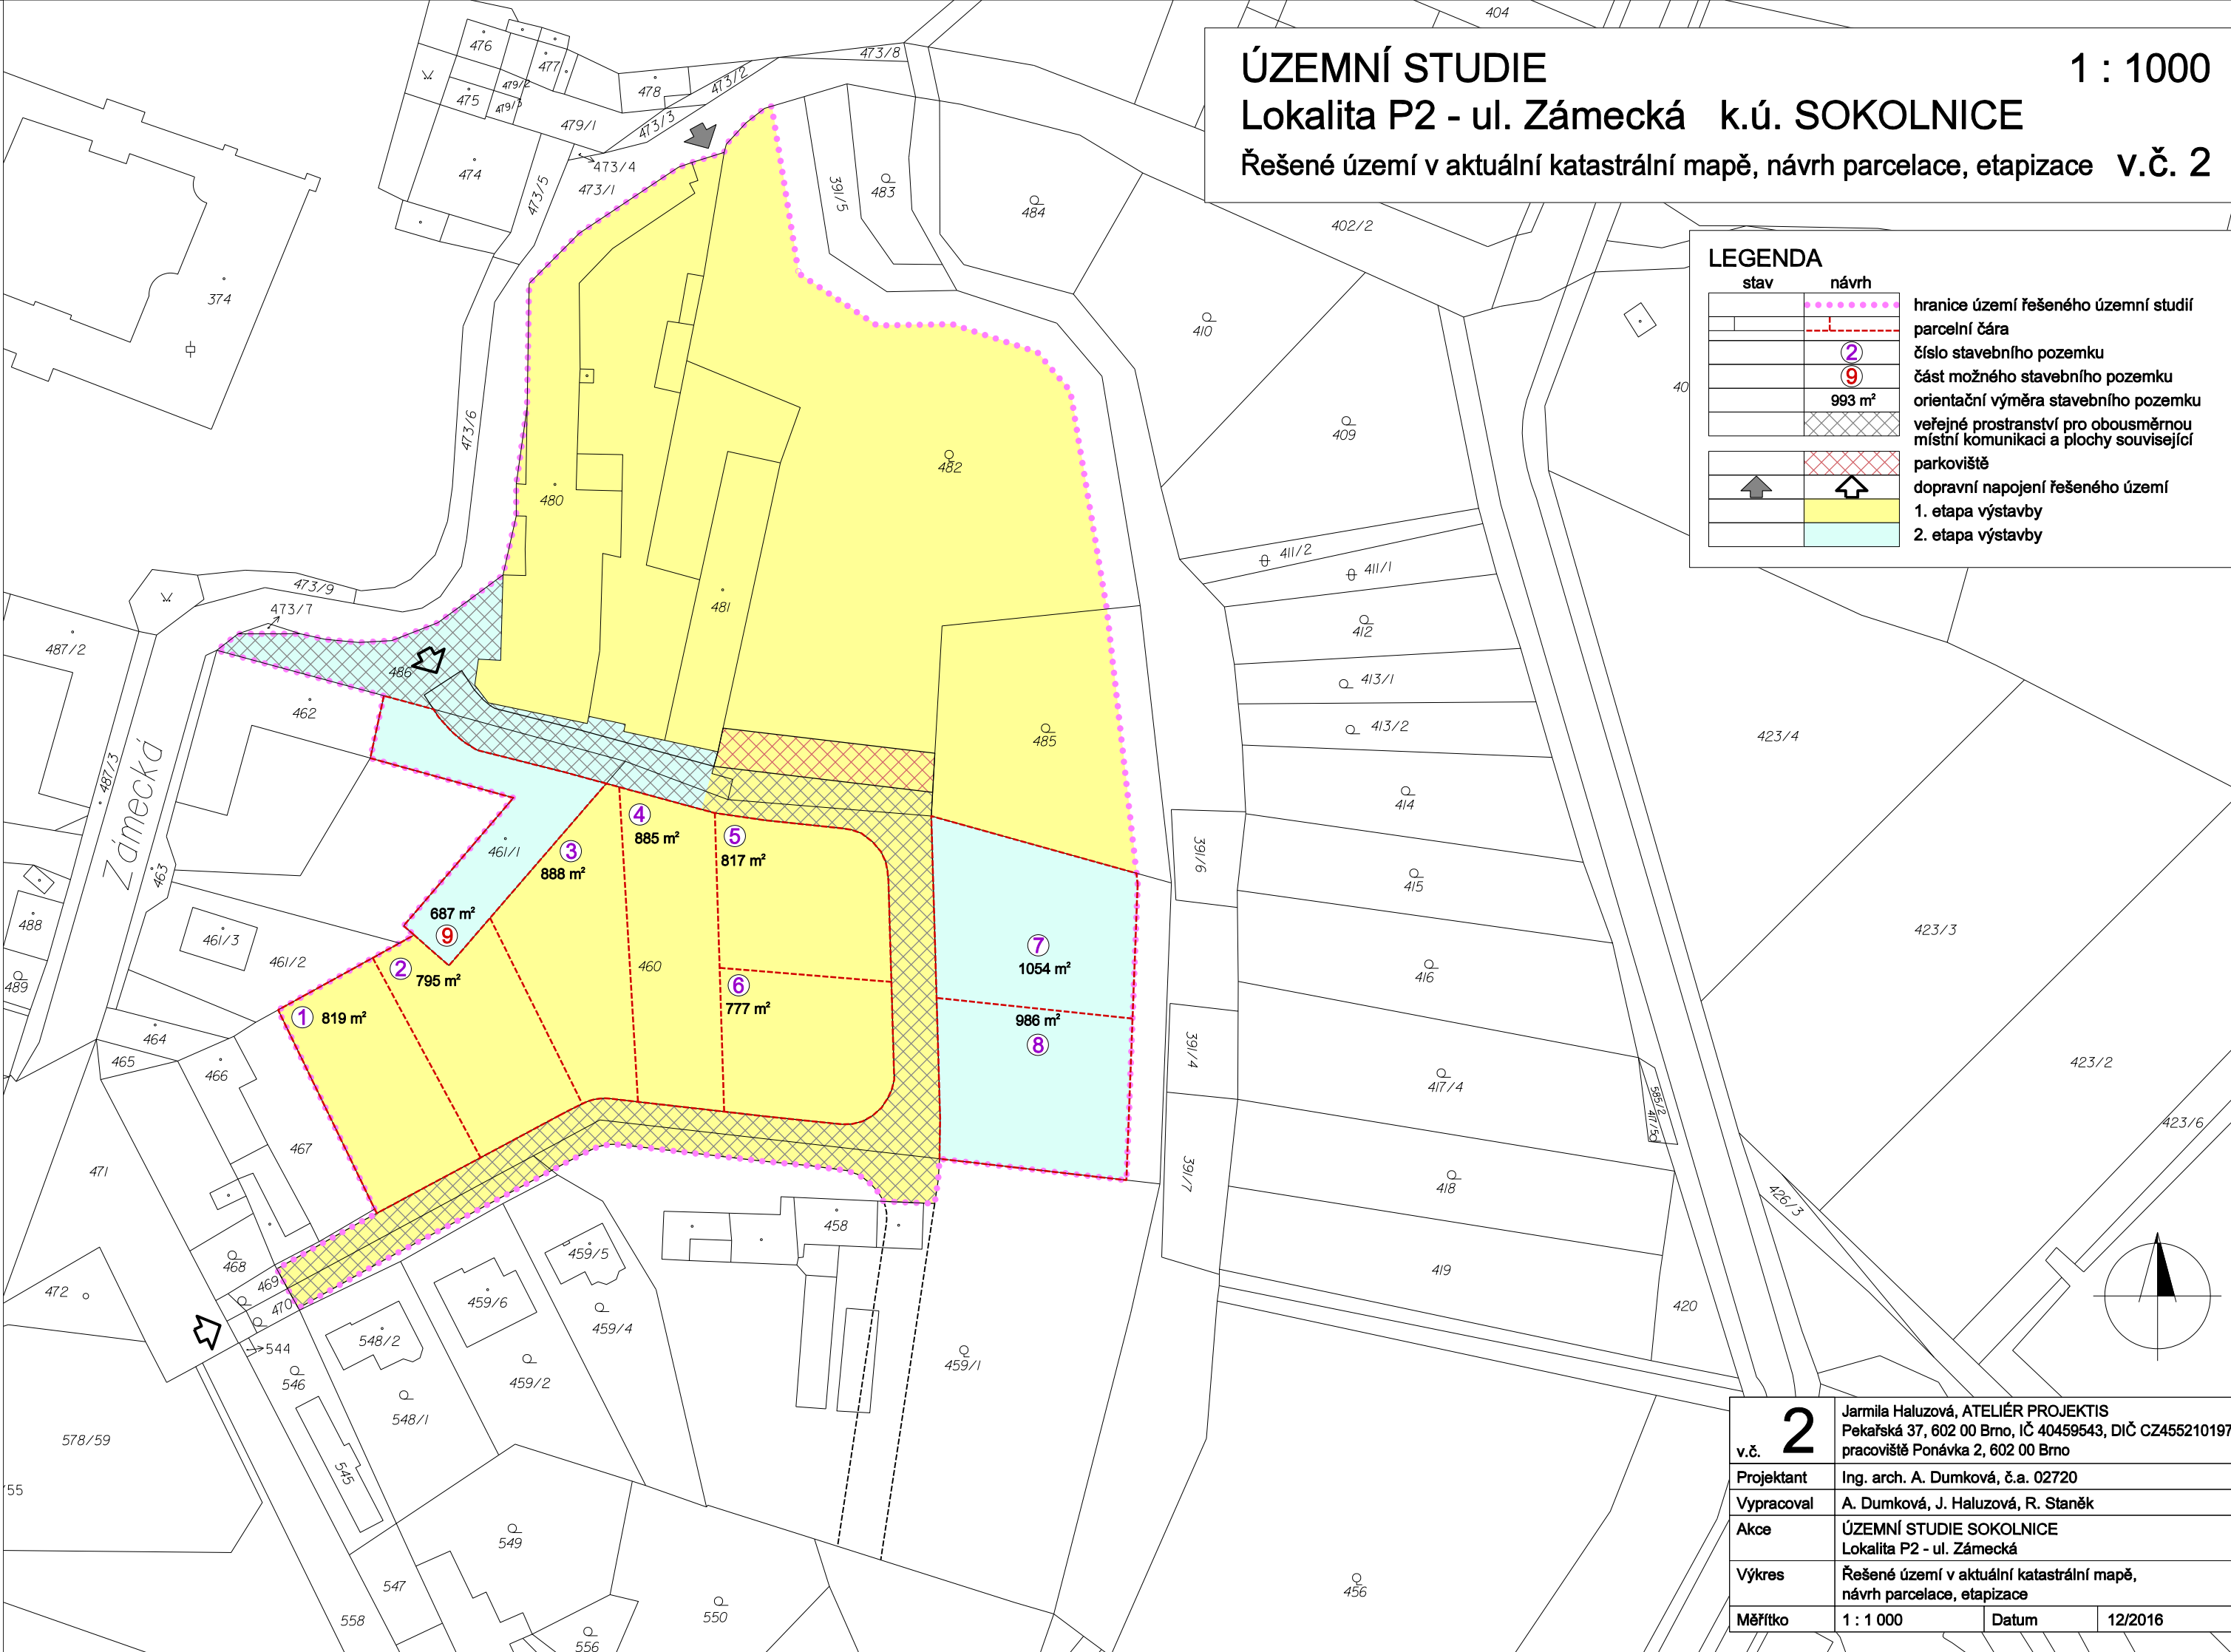 ÚZEMNÍ STUDIE 1 : 1000
Lokalita P2 - ul. Zámecká k.ú. SOKOLNICE
Řešené území v aktuální katastrální mapě, návrh parcelace, etapizace v.č. 2
LEGENDA
stav návrh
hranice území řešeného územní studií
parcelní čára
2 číslo stavebního pozemku
9 část možného stavebního pozemku
993 m² orientační výměra stavebního pozemku
veřejné prostranství pro obousměrnou
místní komunikaci a plochy související
parkoviště
dopravní napojení řešeného území
1. etapa výstavby
2. etapa výstavby
404
476
477
479/2
475
479/3
478
473/2
473/8
479/1
473/3
473/4
474
473/1
473/5
391/5
483
484
402/2
374
410
473/6
409
482
480
481
411/2
411/1
412
413/1
413/2
414
415
416
417/4
418
419
420
473/9
473/7
487/2
486
462
485
487/3
Zámecká
463
461/1
488
489
461/3
461/2
464
465
466
467
471
468
469
470
472
544
546
545
547
558
578/59
548/2
548/1
549
550
556
459/6
459/5
459/4
459/2
459/1
458
456
460
391/6
391/4
391/7
423/4
423/3
423/2
423/6
426/3
585/2
417/5
4
885 m²
5
817 m²
3
888 m²
687 m²
9
2
795 m²
1 819 m²
6
777 m²
7
1054 m²
986 m²
8
v.č. 2
Jarmila Haluzová, ATELIÉR PROJEKTIS
Pekařská 37, 602 00 Brno, IČ 40459543, DIČ CZ455210197
pracoviště Ponávka 2, 602 00 Brno
Projektant Ing. arch. A. Dumková, č.a. 02720
Vypracoval A. Dumková, J. Haluzová, R. Staněk
Akce ÚZEMNÍ STUDIE SOKOLNICE
Lokalita P2 - ul. Zámecká
Výkres Řešené území v aktuální katastrální mapě,
návrh parcelace, etapizace
Měřítko 1 : 1 000 Datum 12/2016